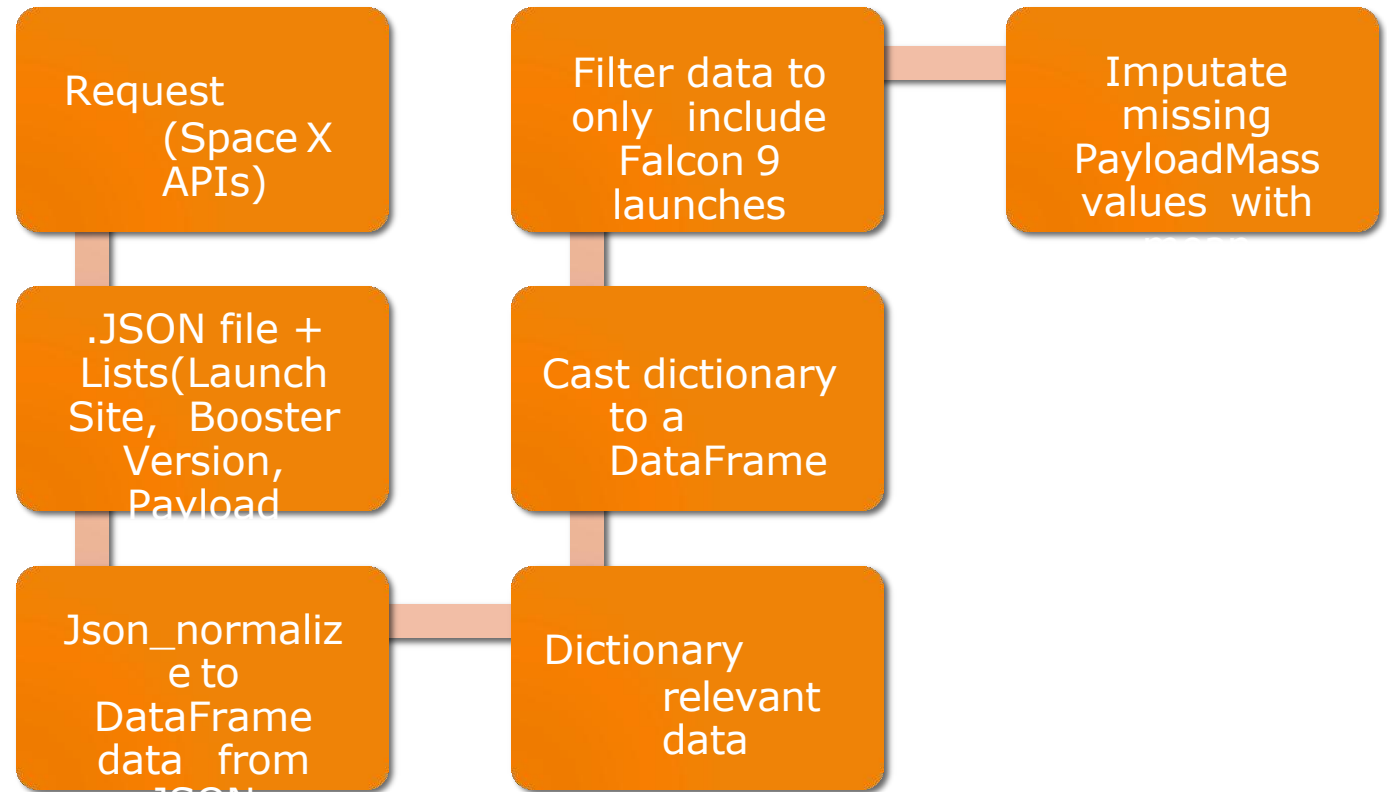 Request
(Space X
APIs)
.JSON file +
Lists(Launch
Site, Booster
Version,
Payload
Json_normaliz
e to
DataFrame
data from
JSON
Dictionary
relevant
data
Cast dictionary
to a
DataFrame
Filter data to
only include
Falcon 9
launches
Imputate
missing
PayloadMass
values with